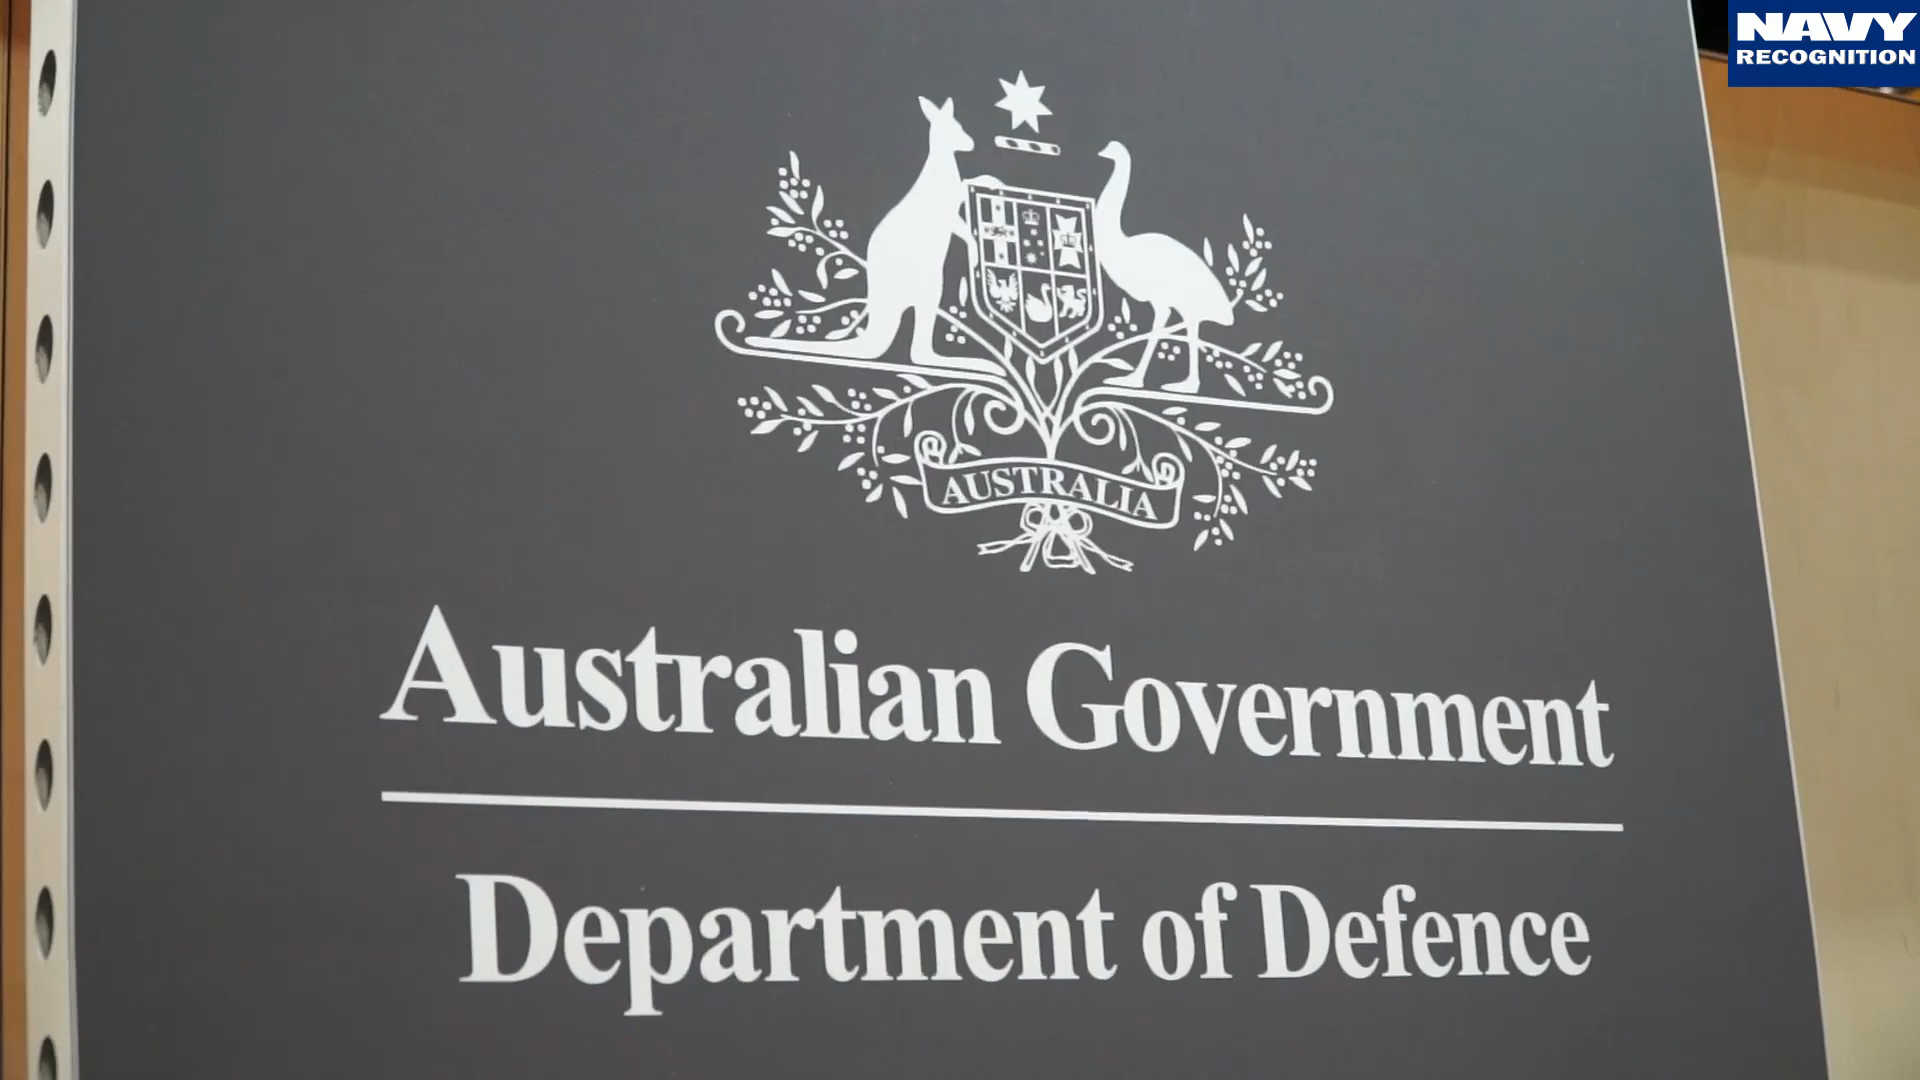 NAVY
RECOGNITION
AUSTRALIA
Australian Government
Department of Defence